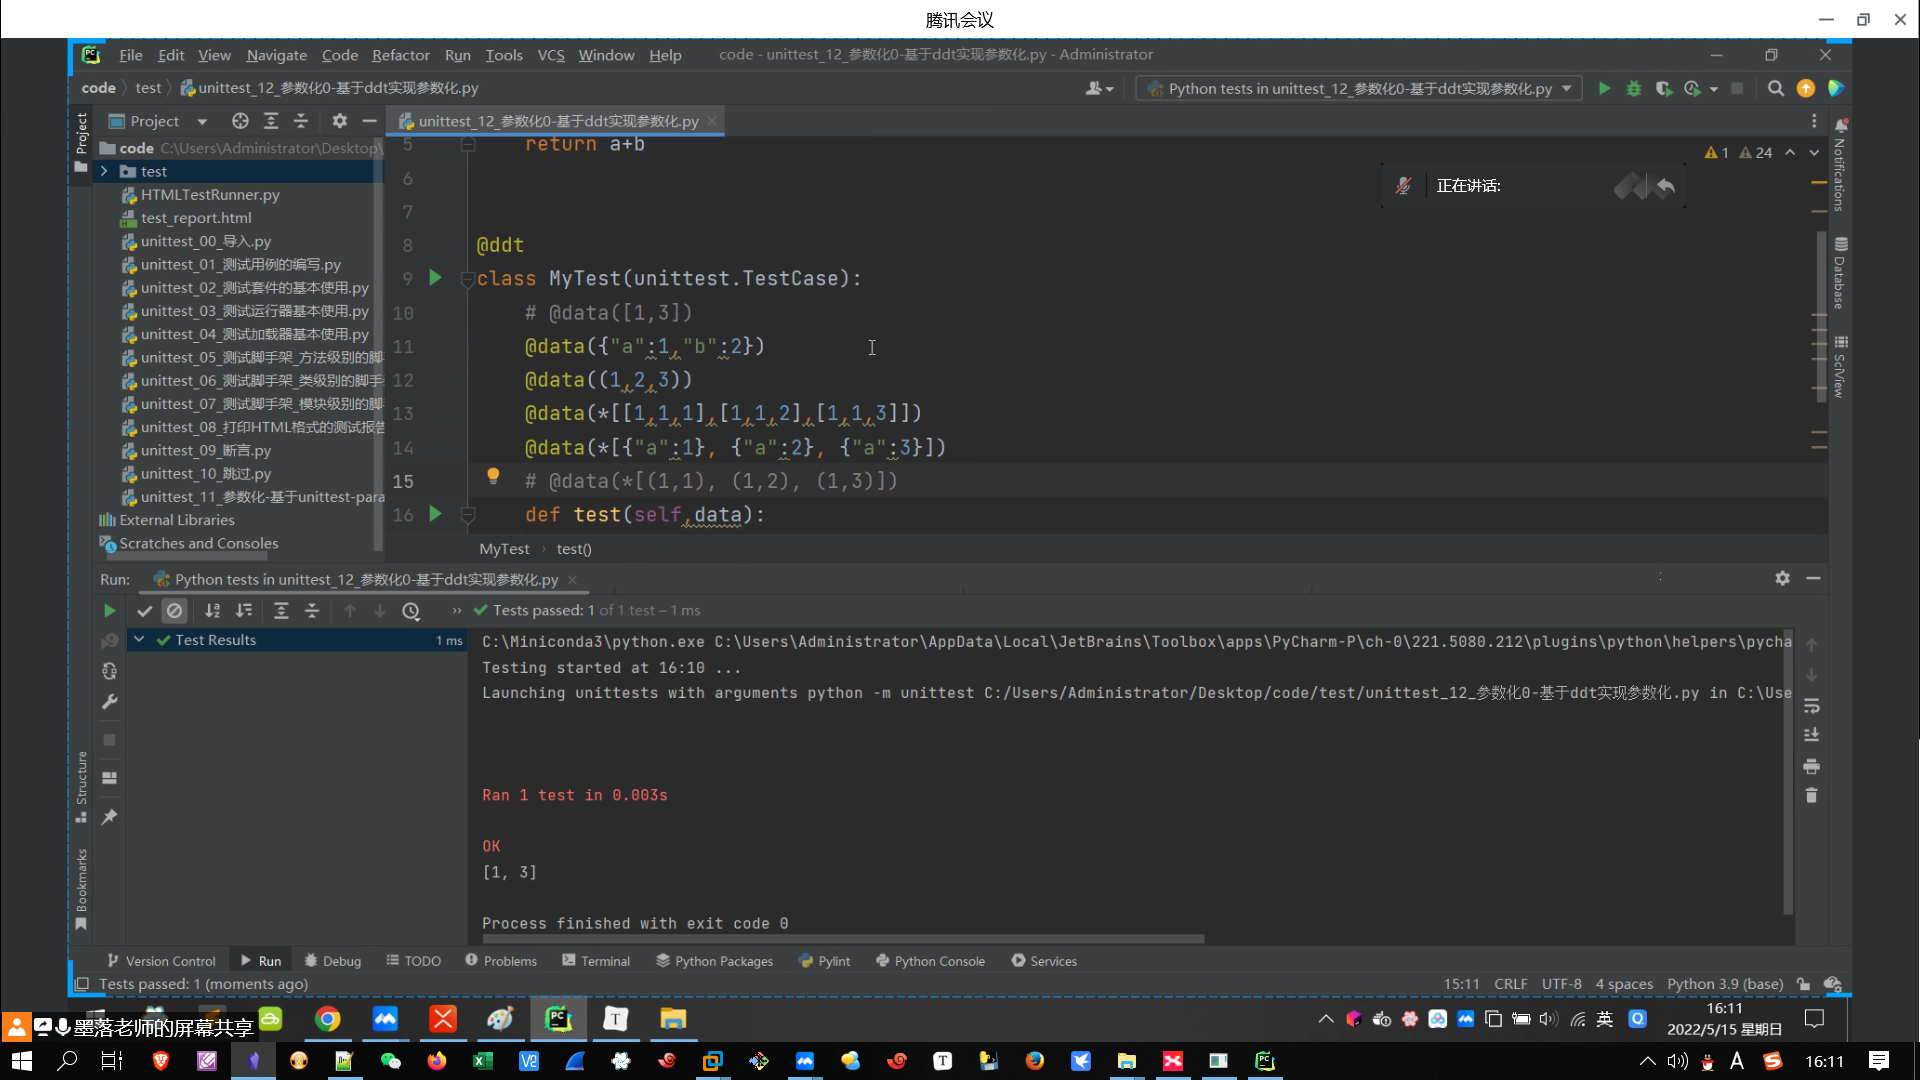 腾讯会议
File Edit View Navigate Code Refactor Run Tools VCS Window Help code - unittest_12_参数化0-基于ddt实现参数化.py - Administrator
code test unittest_12_参数化0-基于ddt实现参数化.py
Python tests in unittest_12_参数化0-基于ddt实现参数化.py
Project
unittest_12_参数化0-基于ddt实现参数化.py
Project
Notifications
Database
SciView
Structure
Bookmarks
code C:\Users\Administrator\Desktop\
test
HTMLTestRunner.py
test_report.html
unittest_00_导入.py
unittest_01_测试用例的编写.py
unittest_02_测试套件的基本使用.py
unittest_03_测试运行器基本使用.py
unittest_04_测试加载器基本使用.py
unittest_05_测试脚手架_方法级别的脚
unittest_06_测试脚手架_类级别的脚手
unittest_07_测试脚手架_模块级别的脚
unittest_08_打印HTML格式的测试报告
unittest_09_断言.py
unittest_10_跳过.py
unittest_11_参数化-基于unittest-para
External Libraries
Scratches and Consoles
1 24
正在讲话:
5 return a+b
6
7
8 @ddt
9 class MyTest(unittest.TestCase):
10 # @data([1,3])
11 @data({"a":1,"b":2})
12 @data((1,2,3))
13 @data(*[[1,1,1],[1,1,2],[1,1,3]])
14 @data(*[{"a":1}, {"a":2}, {"a":3}])
15 # @data(*[(1,1), (1,2), (1,3)])
16 def test(self,data):
MyTest test()
Run: Python tests in unittest_12_参数化0-基于ddt实现参数化.py
Tests passed: 1 of 1 test – 1 ms
Test Results 1 ms
C:\Miniconda3\python.exe C:\Users\Administrator\AppData\Local\JetBrains\Toolbox\apps\PyCharm-P\ch-0\221.5080.212\plugins\python\helpers\pycha
Testing started at 16:10 ...
Launching unittests with arguments python -m unittest C:/Users/Administrator/Desktop/code/test/unittest_12_参数化0-基于ddt实现参数化.py in C:\Use
Ran 1 test in 0.003s
OK
[1, 3]
Process finished with exit code 0
Version Control Run Debug TODO Problems Terminal Python Packages Pylint Python Console Services
Tests passed: 1 (moments ago) 15:11 CRLF UTF-8 4 spaces Python 3.9 (base)
墨落老师的屏幕共享
英
16:11
2022/5/15 星期日
16:11